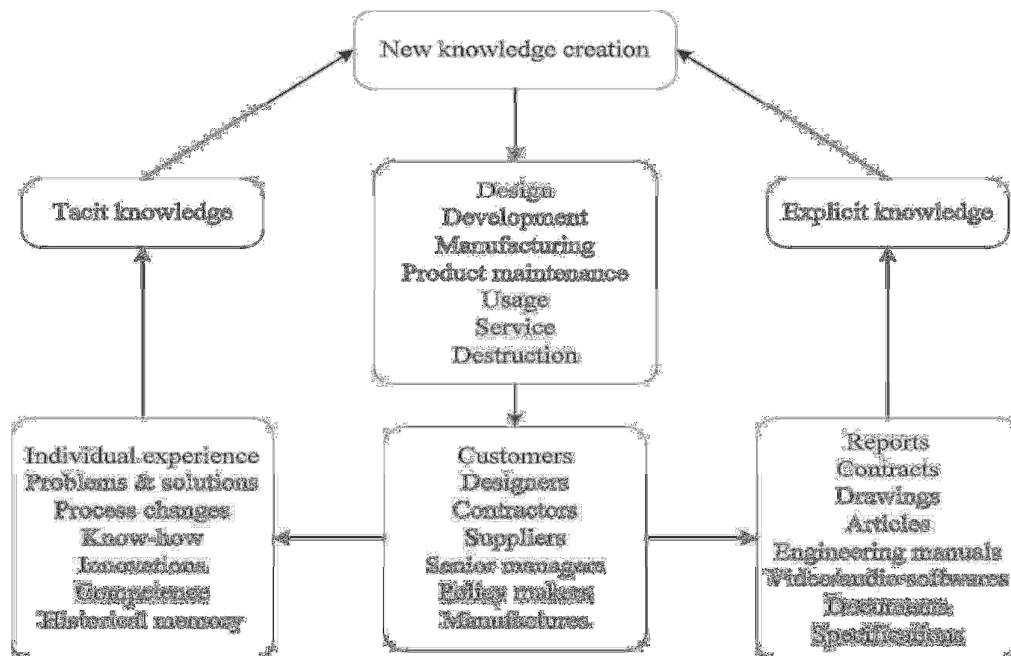 New knowledge creation
Tacit knowledge
Design
Development
Manufacturing
Product maintenance
Usage
Service
Destruction
Explicit knowledge
Individual experience
Problems & solutions
Process changes
Know-how
Innovations
Competence
Historical memory
Customers
Designers
Contractors
Suppliers
Senior managers
Policy makers
Manufactures
Reports
Contracts
Drawings
Articles
Engineering manuals
Video/audio softwares
Documents
Specifications